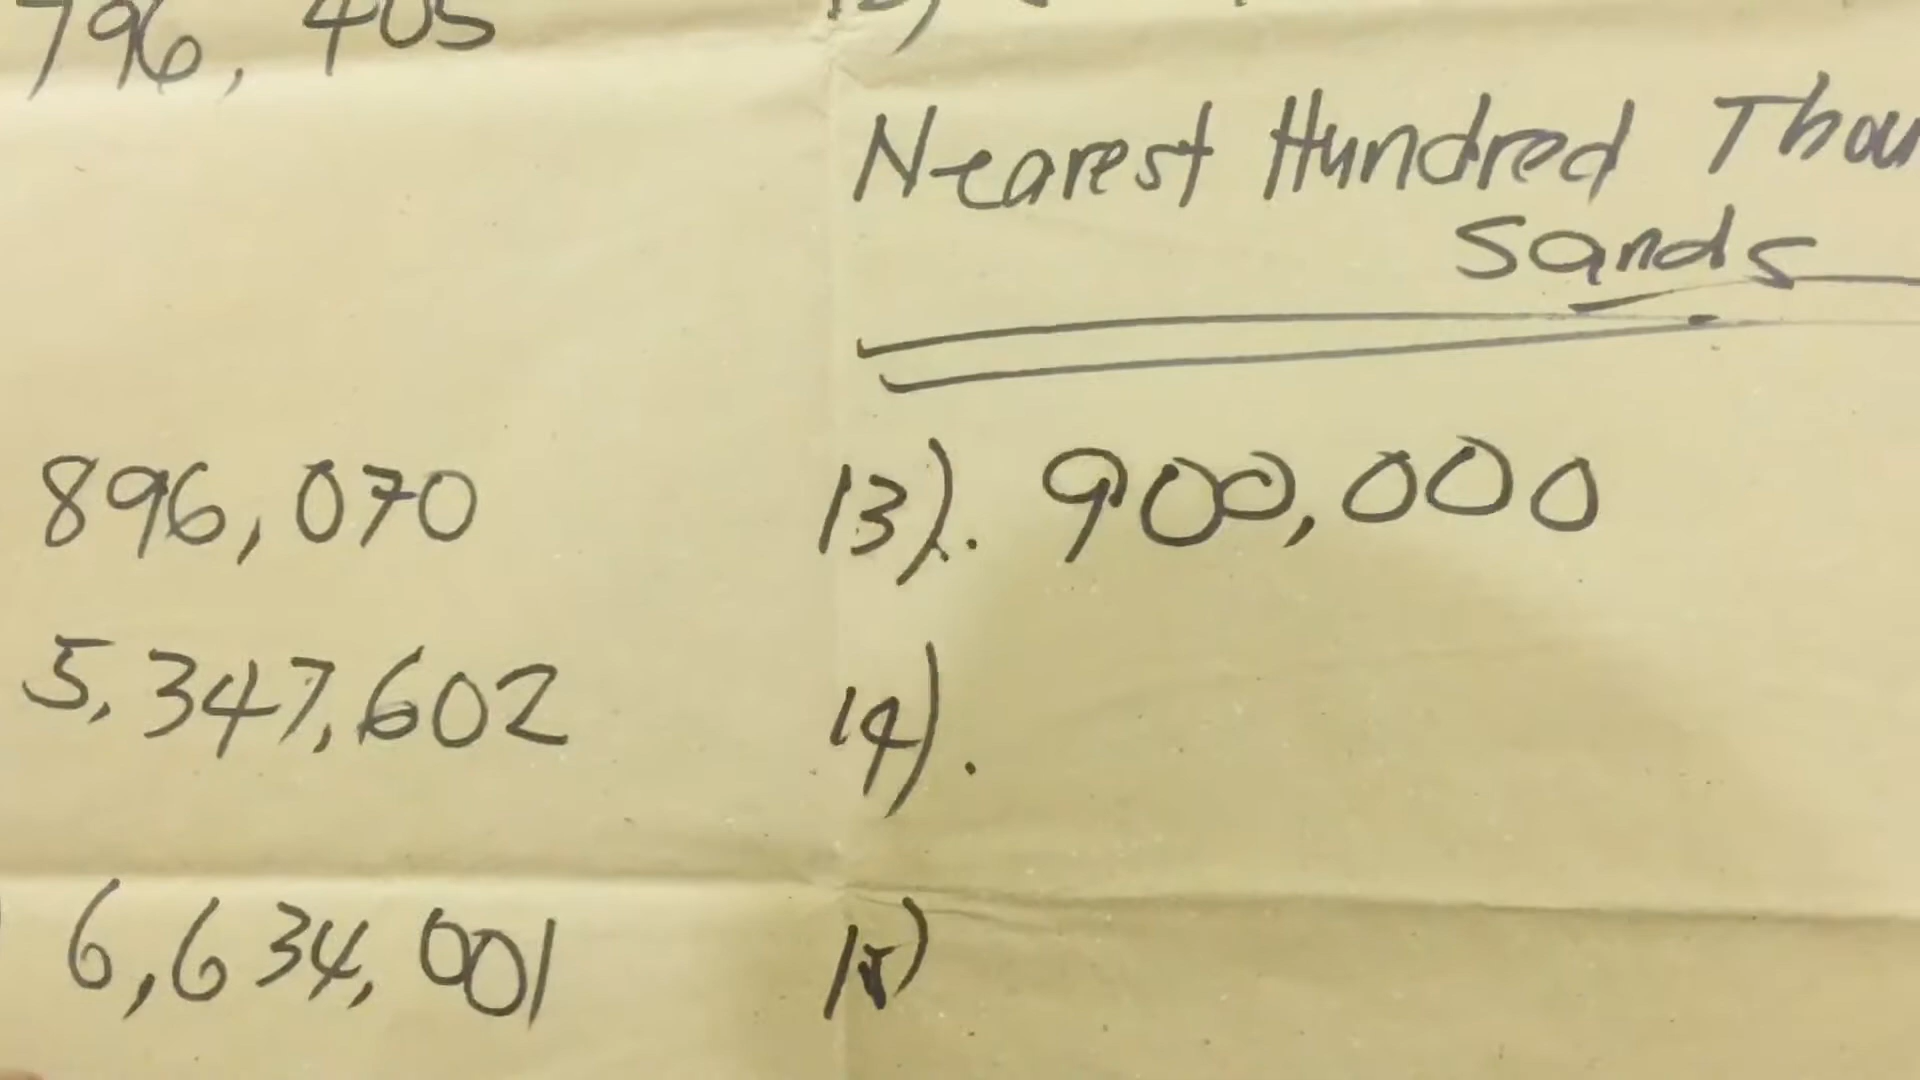 796, 405
Nearest Hundred Thou
sands
896,070 13). 900,000
5,347,602 14).
6,634,001 15)